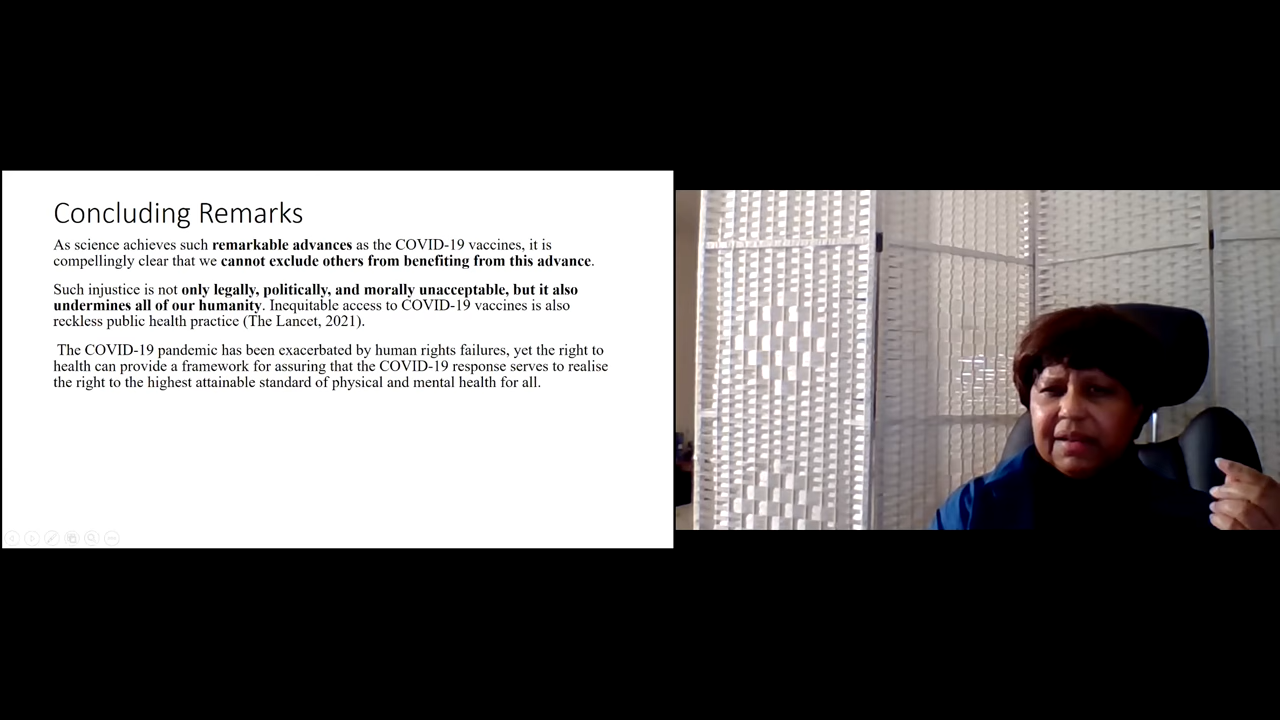 Concluding Remarks
As science achieves such remarkable advances as the COVID-19 vaccines, it is
compellingly clear that we cannot exclude others from benefiting from this advance.
Such injustice is not only legally, politically, and morally unacceptable, but it also
undermines all of our humanity. Inequitable access to COVID-19 vaccines is also
reckless public health practice (The Lancet, 2021).
The COVID-19 pandemic has been exacerbated by human rights failures, yet the right to
health can provide a framework for assuring that the COVID-19 response serves to realise
the right to the highest attainable standard of physical and mental health for all.